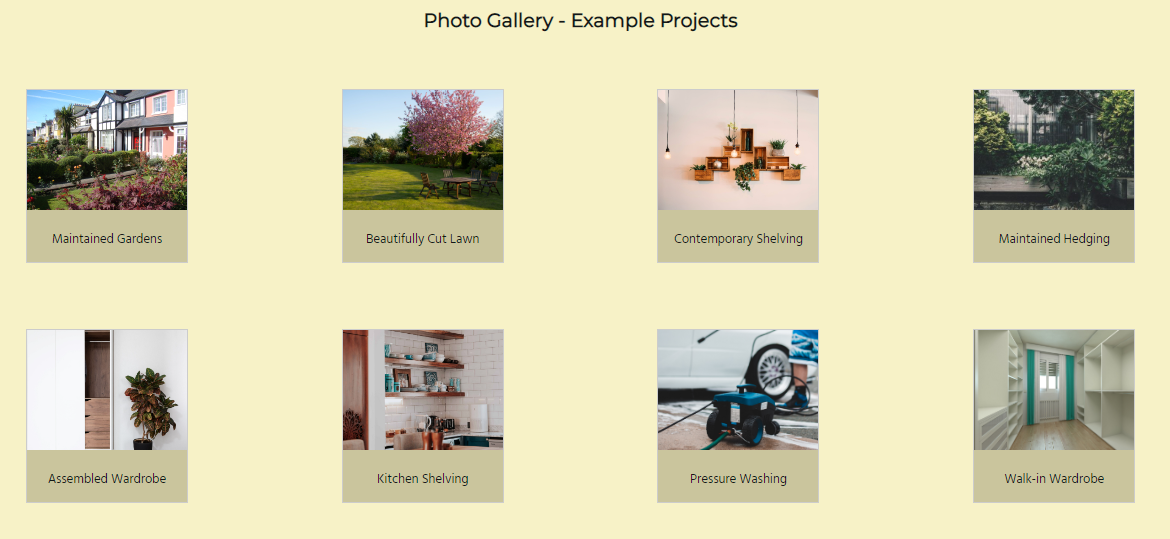 Photo Gallery - Example Projects
Maintained Gardens
Beautifully Cut Lawn
Contemporary Shelving
Maintained Hedging
Assembled Wardrobe
Kitchen Shelving
Pressure Washing
Walk-in Wardrobe